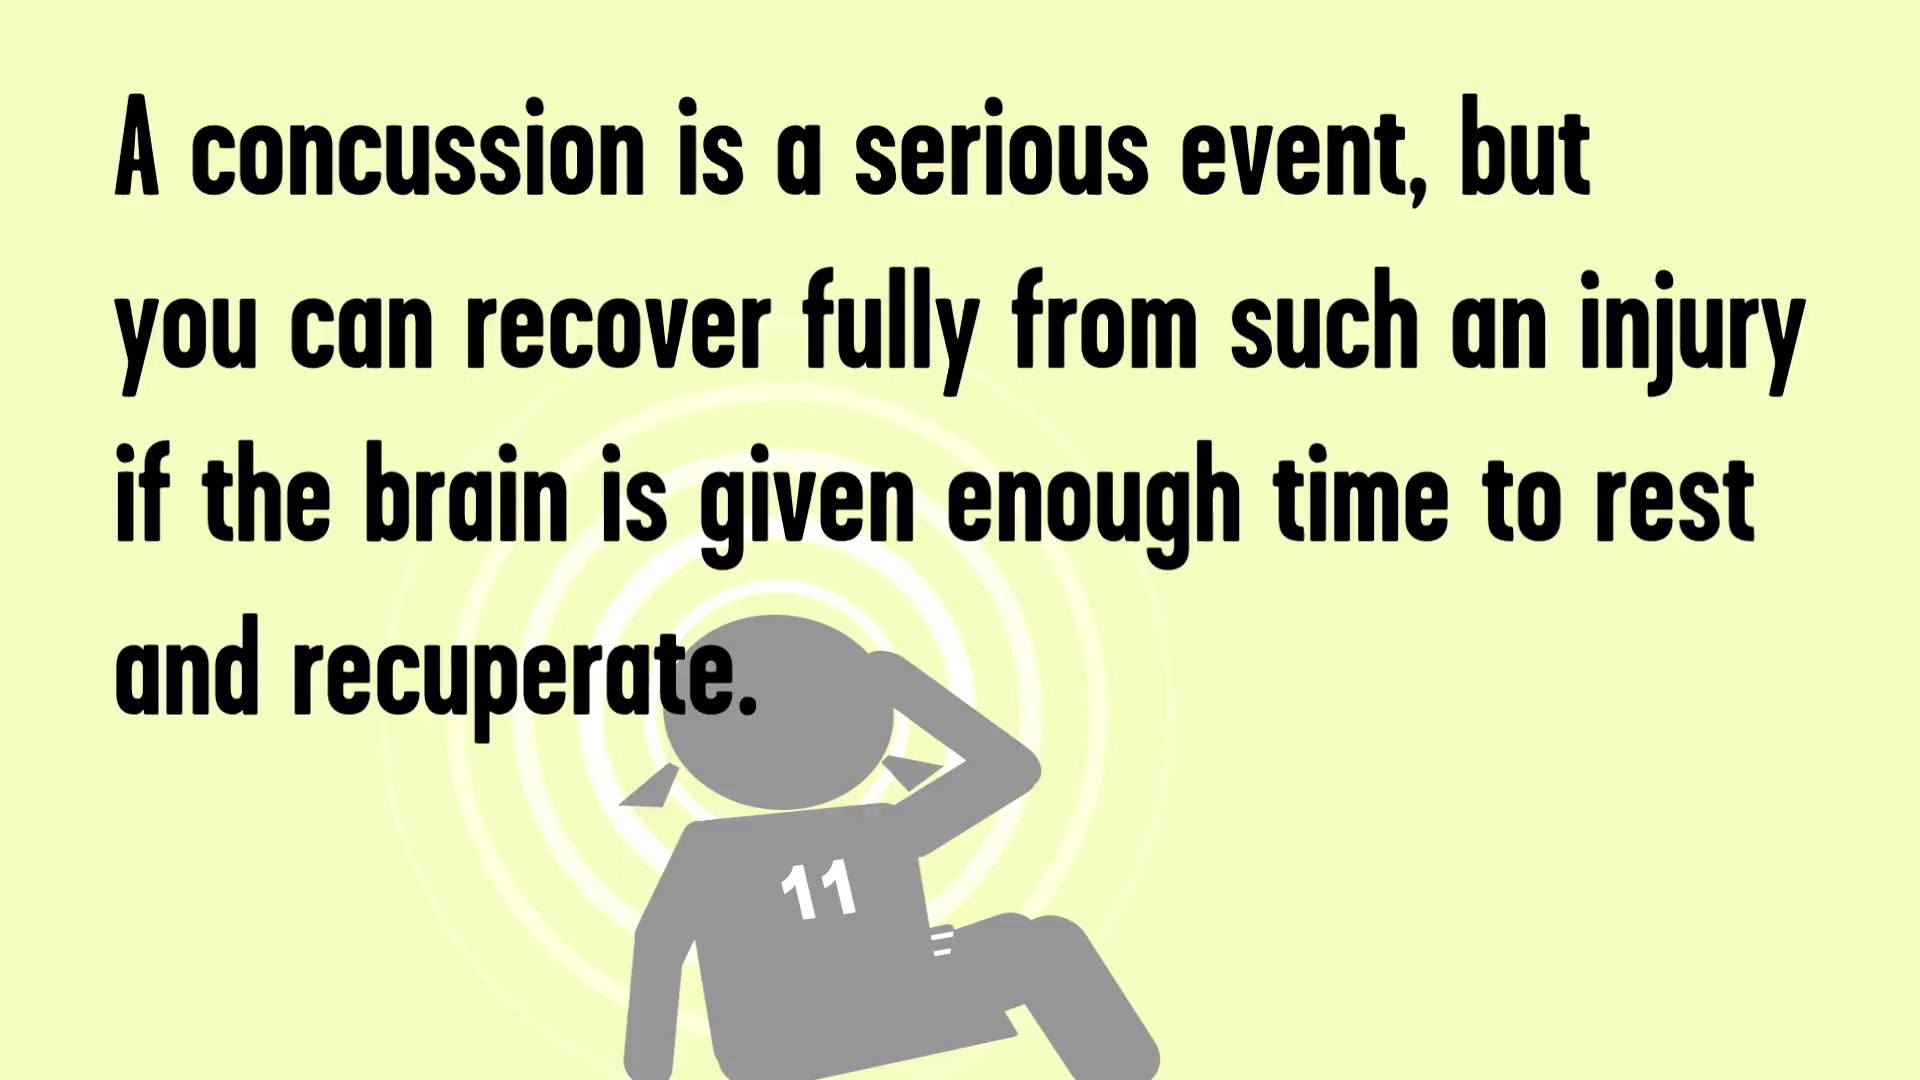 A concussion is a serious event, but
you can recover fully from such an injury
if the brain is given enough time to rest
and recuperate.
11